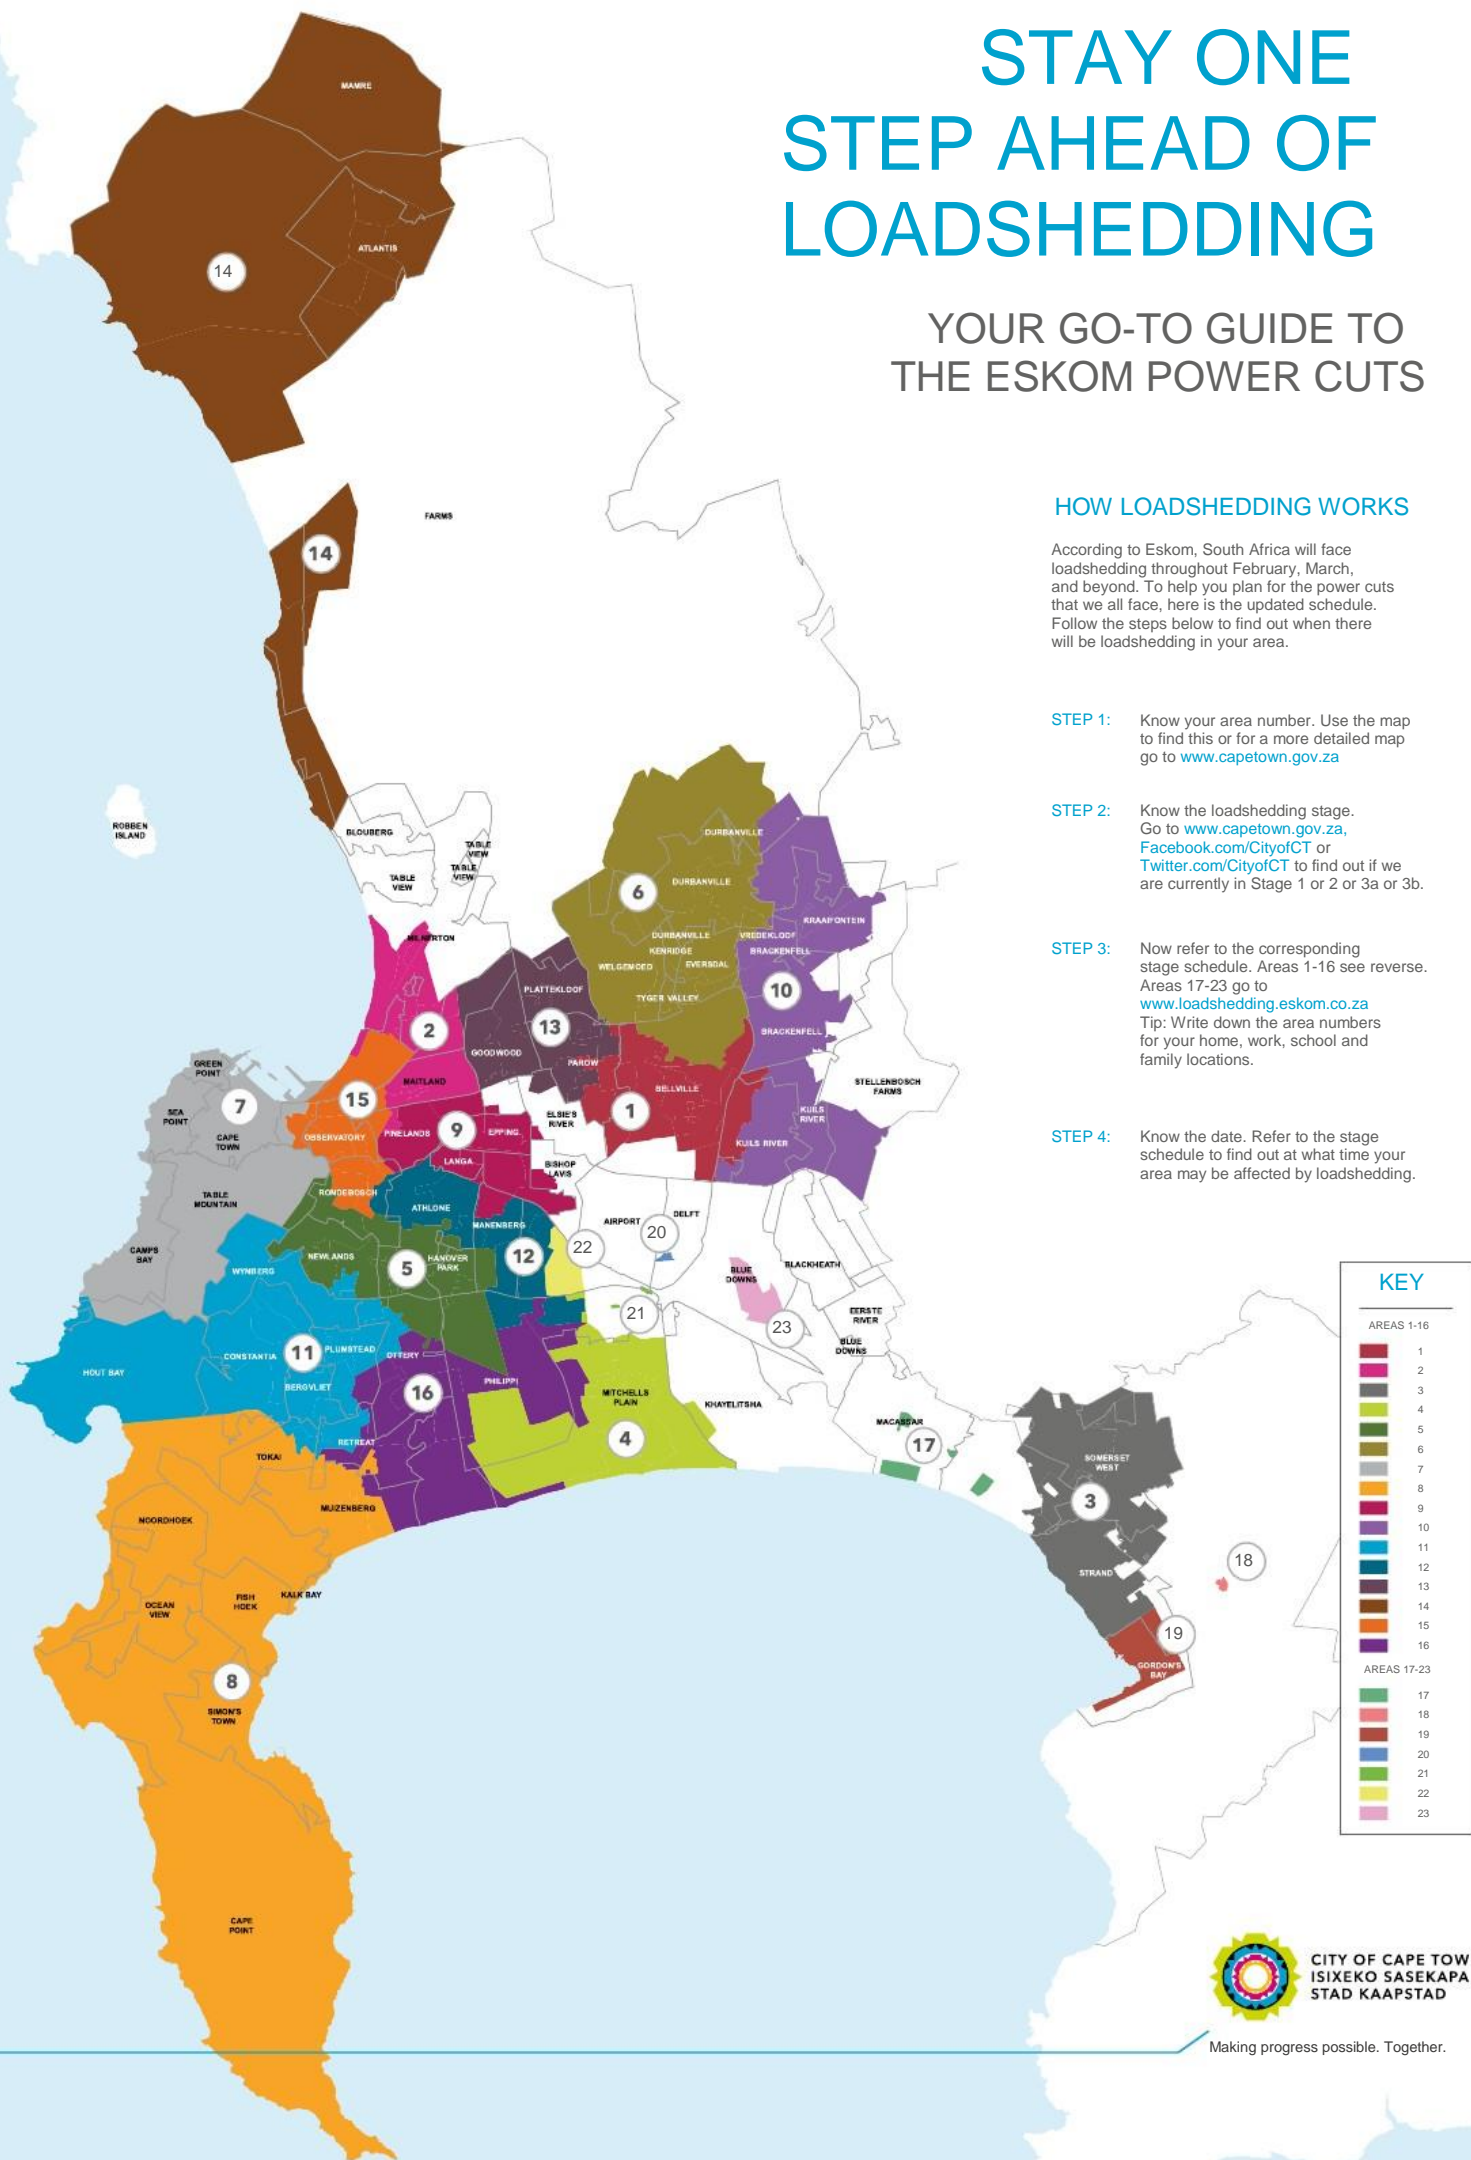 STAY ONE
STEP AHEAD OF
LOADSHEDDING
YOUR GO-TO GUIDE TO
THE ESKOM POWER CUTS
HOW LOADSHEDDING WORKS
According to Eskom, South Africa will face
loadshedding throughout February, March,
and beyond. To help you plan for the power cuts
that we all face, here is the updated schedule.
Follow the steps below to find out when there
will be loadshedding in your area.
STEP 1: Know your area number. Use the map
to find this or for a more detailed map
go to www.capetown.gov.za
STEP 2: Know the loadshedding stage.
Go to www.capetown.gov.za,
Facebook.com/CityofCT or
Twitter.com/CityofCT to find out if we
are currently in Stage 1 or 2 or 3a or 3b.
STEP 3: Now refer to the corresponding
stage schedule. Areas 1-16 see reverse.
Areas 17-23 go to
www.loadshedding.eskom.co.za
Tip: Write down the area numbers
for your home, work, school and
family locations.
STEP 4: Know the date. Refer to the stage
schedule to find out at what time your
area may be affected by loadshedding.
MAMRE
ATLANTIS
14
FARMS
14
ROBBEN
ISLAND
BLOUBERG
TABLE
VIEW
TABLE
VIEW
TABLE
VIEW
MILNERTON
DURBANVILLE
DURBANVILLE
6
DURBANVILLE
KENRIDGE
EVERSDAL
WELGEMOED
TYGER VALLEY
KRAAIFONTEIN
VREDEKLOOF
BRACKENFELL
10
BRACKENFELL
PLATTEKLOOF
13
GOODWOOD
PAROW
2
MAITLAND
GREEN
POINT
SEA
POINT
7
CAPE
TOWN
TABLE
MOUNTAIN
CAMPS
BAY
15
OBSERVATORY
RONDEBOSCH
PINELANDS
9
EPPING
LANGA
ELSIE'S
RIVER
BISHOP
LAVIS
BELLVILLE
1
KUILS
RIVER
KUILS RIVER
STELLENBOSCH
FARMS
ATHLONE
MANENBERG
12
AIRPORT
DELFT
20
22
21
BLUE
DOWNS
23
BLACKHEATH
EERSTE
RIVER
BLUE
DOWNS
NEWLANDS
5
HANOVER
PARK
WYNBERG
CONSTANTIA
11
PLUMSTEAD
BERGVLIET
HOUT BAY
OTTERY
16
PHILIPPI
RETREAT
MITCHELLS
PLAIN
4
KHAYELITSHA
MACASSAR
17
SOMERSET
WEST
3
STRAND
18
19
GORDON'S
BAY
TOKAI
MUIZENBERG
NOORDHOEK
OCEAN
VIEW
FISH
HOEK
KALK BAY
8
SIMON'S
TOWN
CAPE
POINT
KEY
AREAS 1-16
1
2
3
4
5
6
7
8
9
10
11
12
13
14
15
16
AREAS 17-23
17
18
19
20
21
22
23
CITY OF CAPE TOW
ISIXEKO SASEKAPA
STAD KAAPSTAD
Making progress possible. Together.